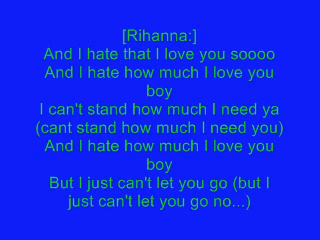 [Rihanna:]
And I hate that I love you soooo
And I hate how much I love you
boy
I can't stand how much I need ya
(cant stand how much I need you)
And I hate how much I love you
boy
But I just can't let you go (but I
just can't let you go no...)